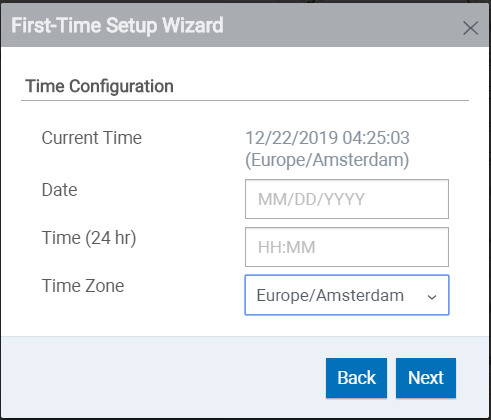 First-Time Setup Wizard
Time Configuration
Current Time
12/22/2019 04:25:03
(Europe/Amsterdam)
Date
MM/DD/YYYY
Time (24 hr)
HH:MM
Time Zone
Europe/Amsterdam
Back
Next